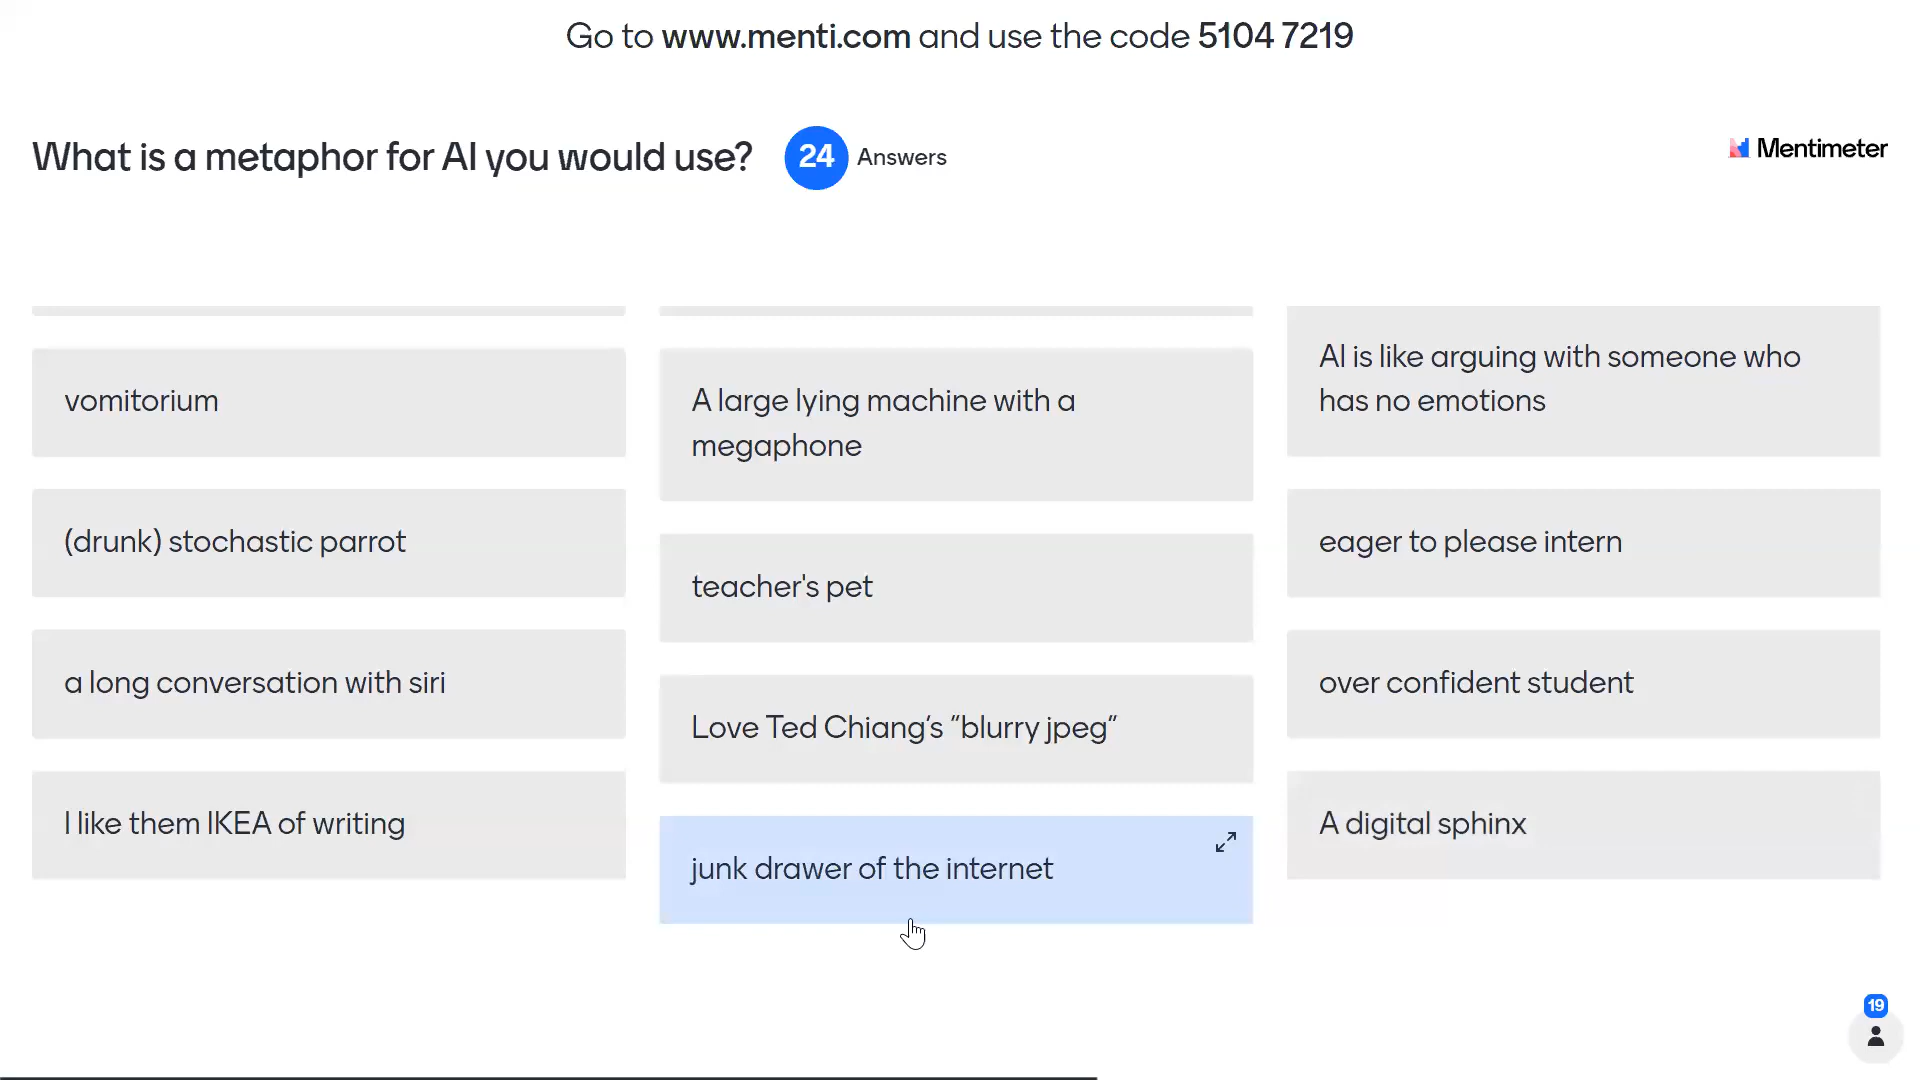 Go to www.menti.com and use the code 5104 7219
What is a metaphor for AI you would use?
24 Answers
Mentimeter
vomitorium
(drunk) stochastic parrot
a long conversation with siri
I like them IKEA of writing
A large lying machine with a
megaphone
teacher's pet
Love Ted Chiang’s “blurry jpeg”
junk drawer of the internet
AI is like arguing with someone who
has no emotions
eager to please intern
over confident student
A digital sphinx
19